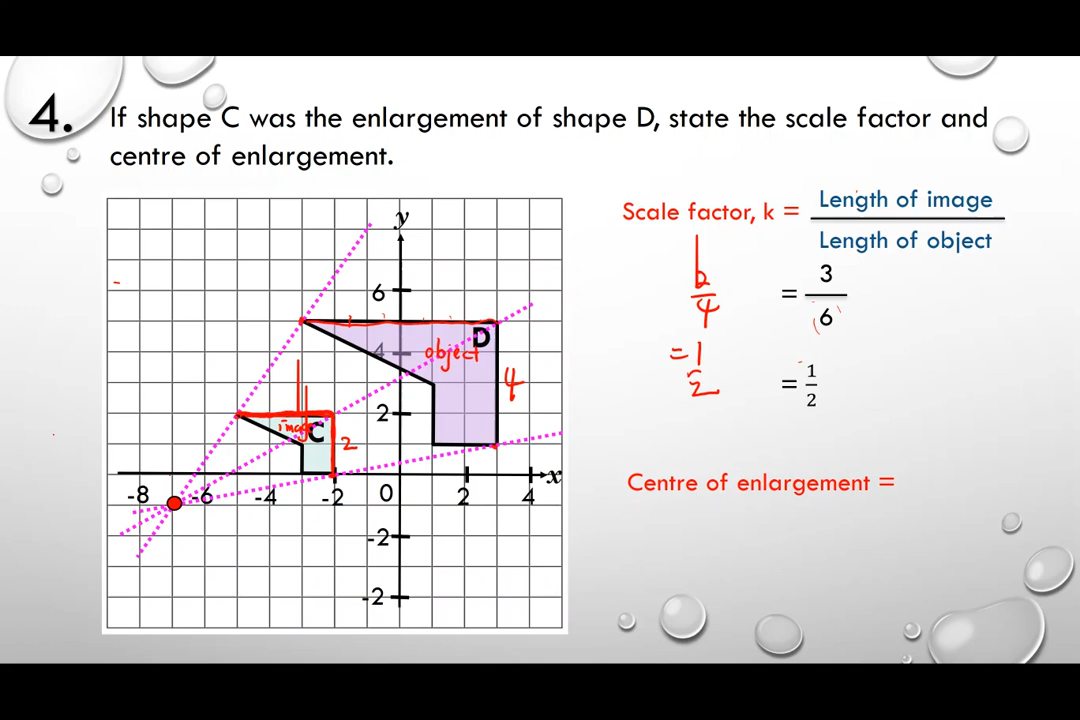 4. If shape C was the enlargement of shape D, state the scale factor and
centre of enlargement.
y
6
4
2
0
-8 -6 -4 -2 2 4 x
-2
-2
D
object
4
image C
2
Scale factor, k = Length of image
Length of object
= 3
6
= 1
2
4
= 1
2
Centre of enlargement =